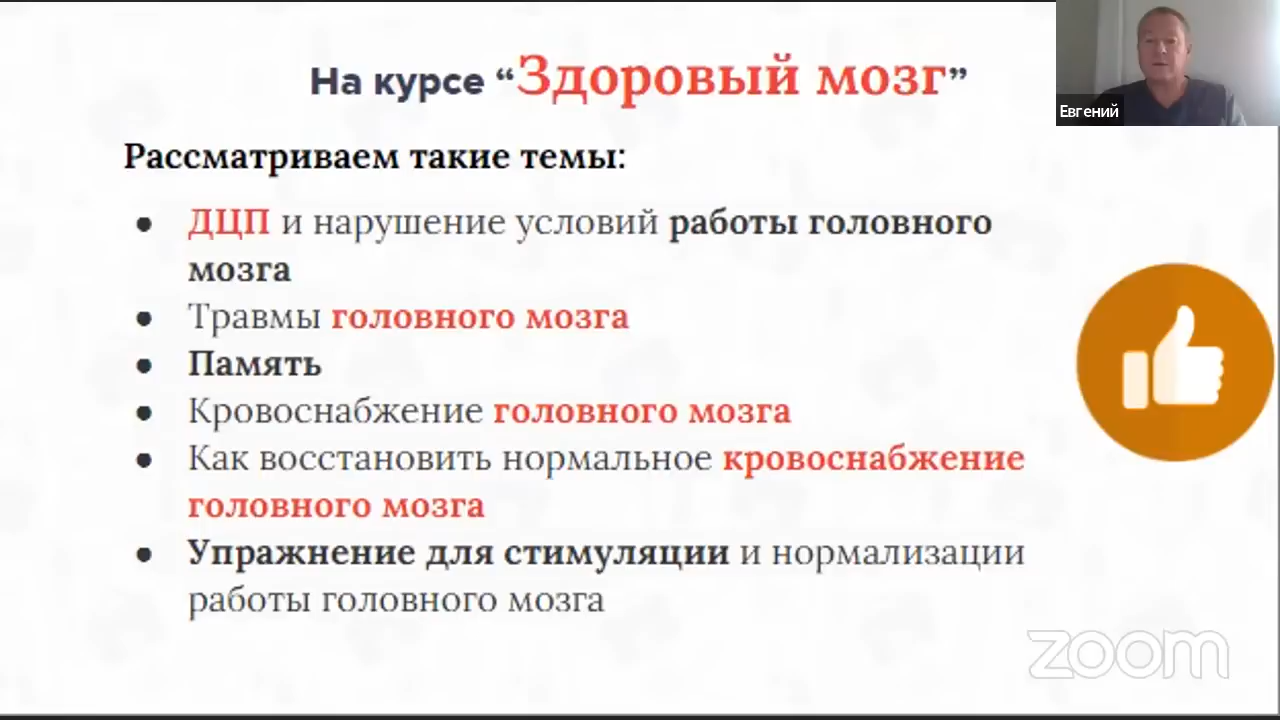 На курсе “Здоровый мозг”
Евгений
Рассматриваем такие темы:
● ДЦП и нарушение условий работы головного
мозга
● Травмы головного мозга
● Память
● Кровоснабжение головного мозга
● Как восстановить нормальное кровоснабжение
головного мозга
● Упражнение для стимуляции и нормализации
работы головного мозга
zoom